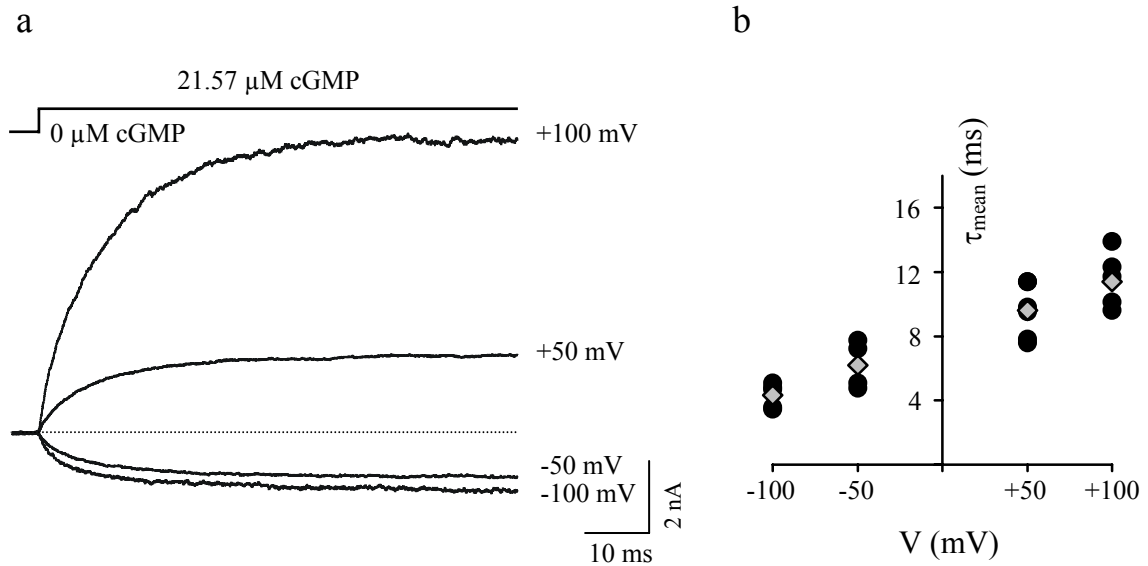 a
21.57 µM cGMP
0 µM cGMP
+100 mV
+50 mV
-50 mV
-100 mV
2 nA
10 ms
b
τmean (ms)
16
12
8
4
-100
-50
+50
+100
V (mV)